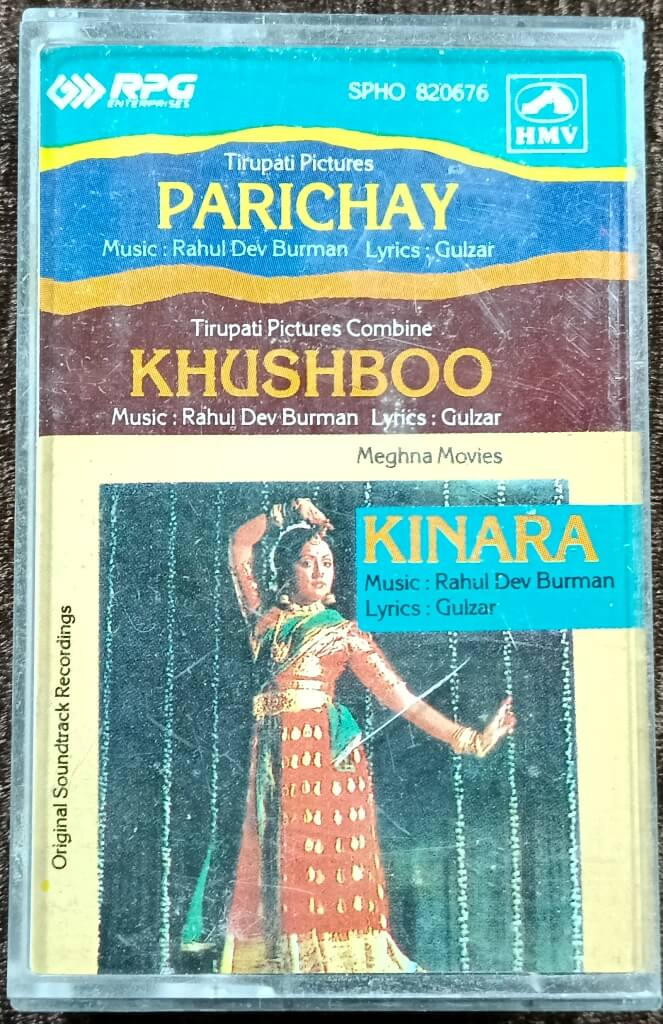 RPG
ENTERPRISES
SPHO 820676
HMV
Tirupati Pictures
PARICHAY
Music : Rahul Dev Burman Lyrics : Gulzar
Tirupati Pictures Combine
KHUSHBOO
Music : Rahul Dev Burman Lyrics : Gulzar
Meghna Movies
KINARA
Music : Rahul Dev Burman
Lyrics : Gulzar
Original Soundtrack Recordings